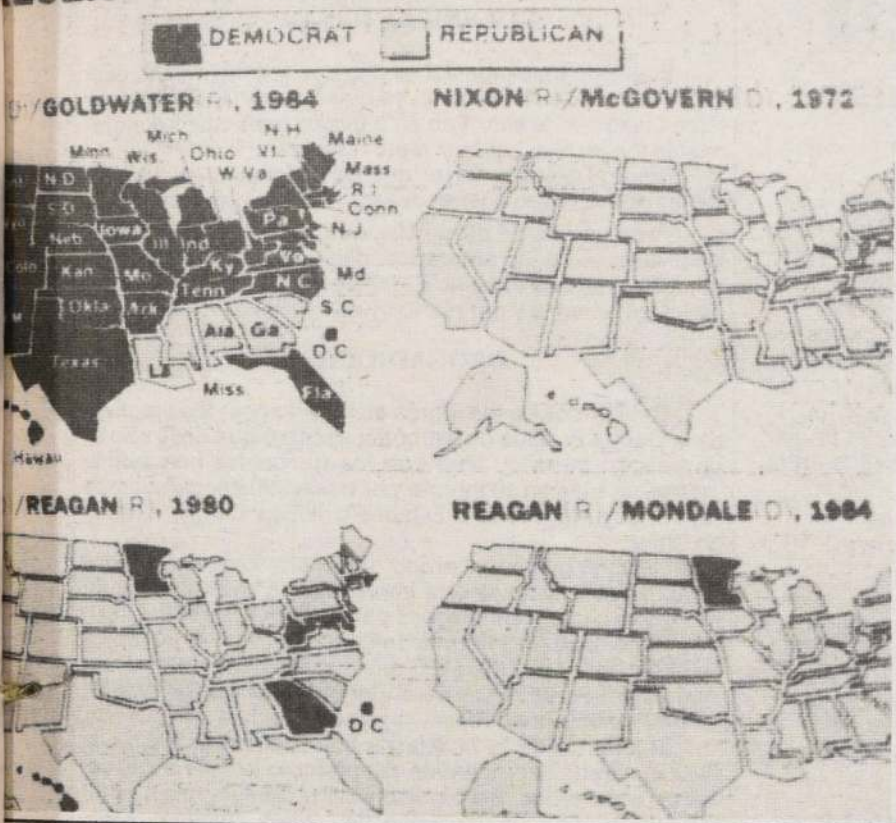 DEMOCRAT REPUBLICAN
D)/GOLDWATER (R), 1964 NIXON (R)/McGOVERN (D), 1972
Mich N.H. Maine
Minn Wis Ohio Vt.
W.Va
Mass
N.D. R.I.
S.D. Conn
Iowa Pa N.J.
Neb Ill Ind
Colo Kan Mo Ky Va Md
Tenn N.C.
Okla Ark S.C.
Ala Ga
D.C.
Texas La
Miss Fla
Hawaii
/REAGAN (R), 1980 REAGAN (R)/MONDALE (D), 1984
D.C.